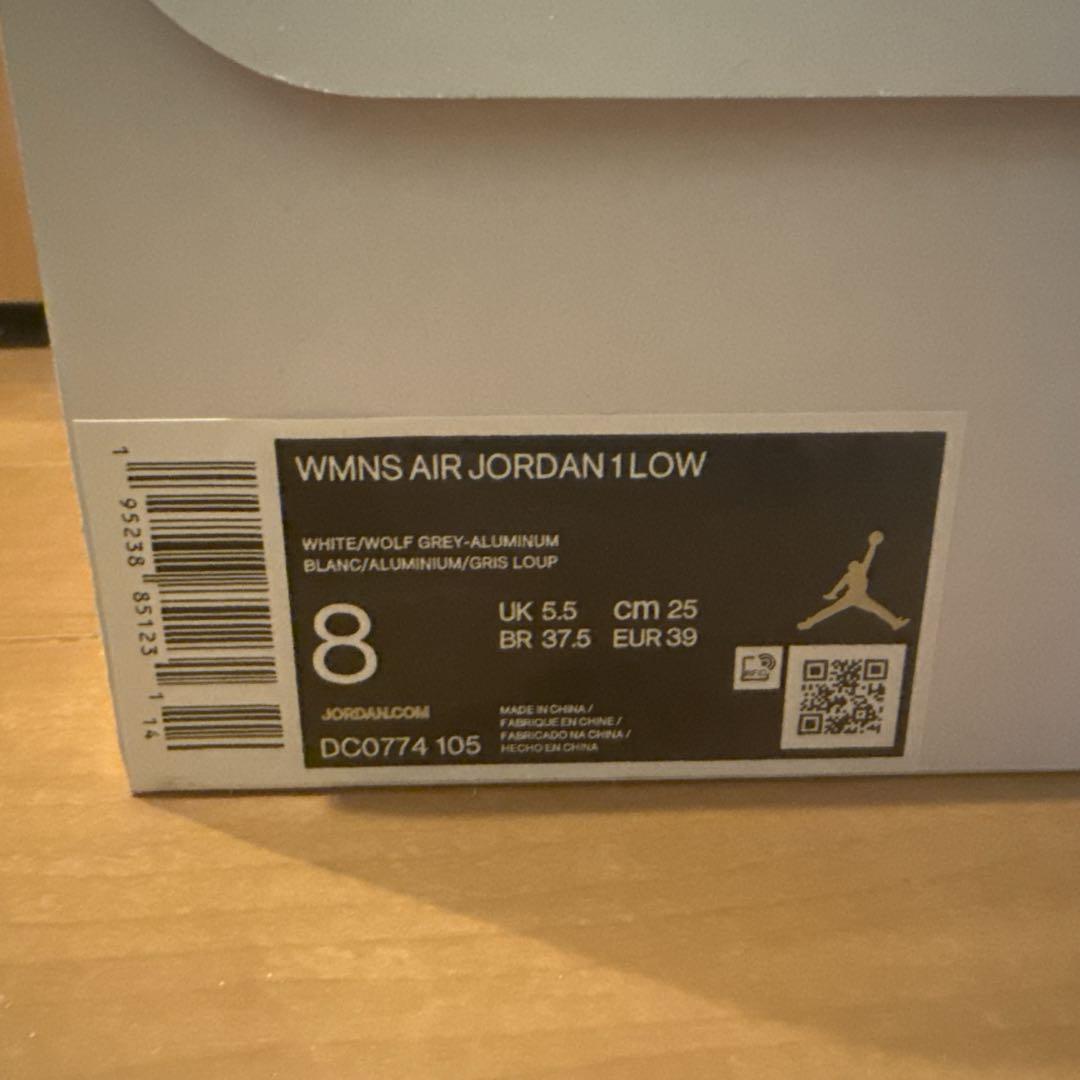 WMNS AIR JORDAN 1 LOW
WHITE/WOLF GREY-ALUMINUM
BLANC/ALUMINIUM/GRIS LOUP
8
UK 5.5 cm 25
BR 37.5 EUR 39
JORDAN.COM
DC0774 105
MADE IN CHINA /
FABRIQUE EN CHINE /
FABRICADO NA CHINA /
HECHO EN CHINA
RFID
1 95238 85123 1 14